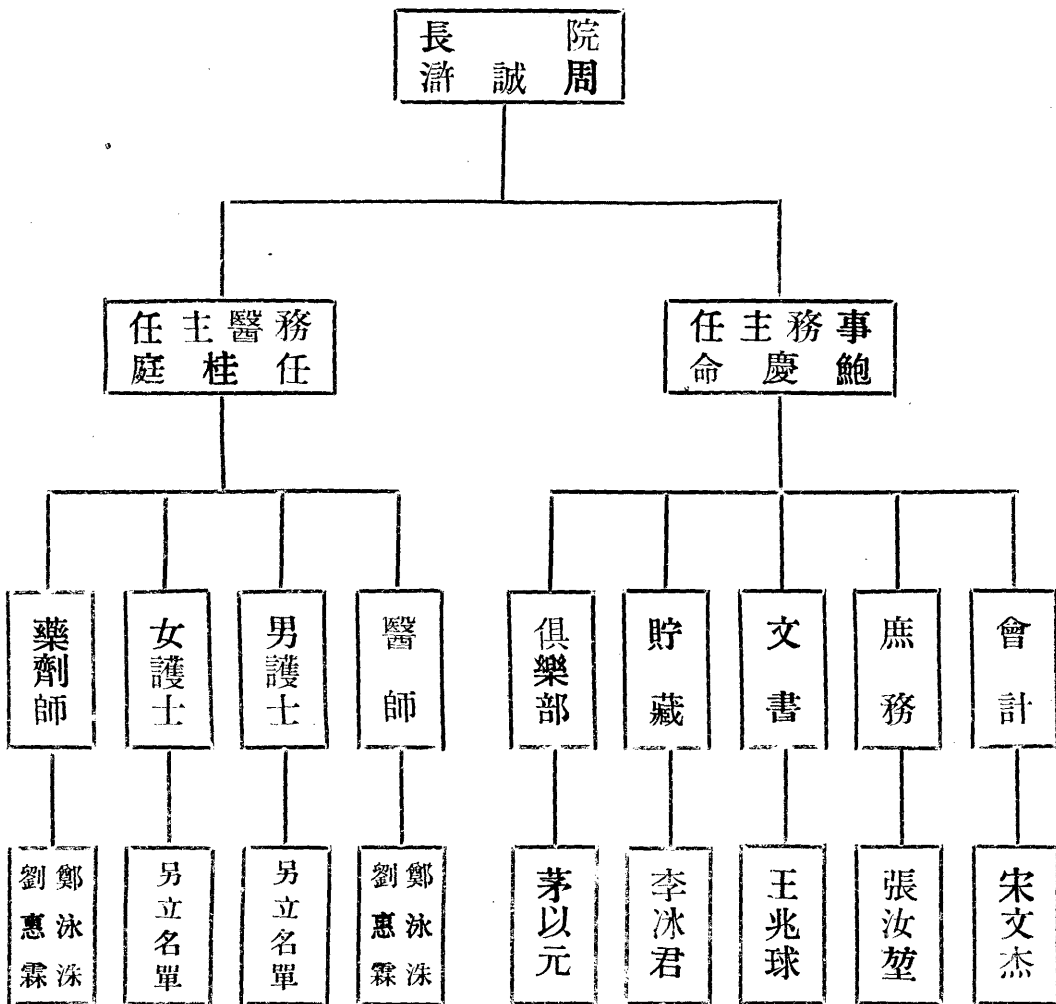 院長
周誠滸
事務主任
鮑慶命
務醫主任
任桂庭
會計
庶務
文書
貯藏
俱樂部
醫師
男護士
女護士
藥劑師
宋文杰
張汝堃
王兆球
李冰君
茅以元
鄭泳洙
劉惠霖
另立名單
另立名單
鄭泳洙
劉惠霖